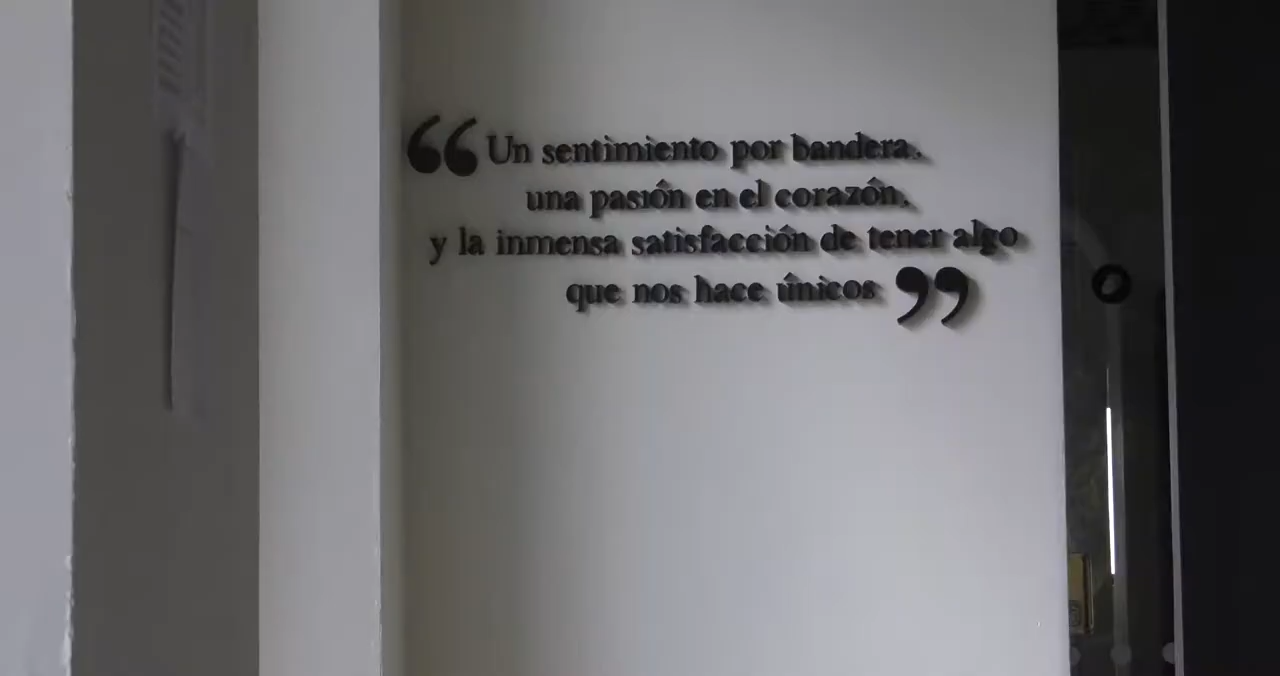 “Un sentimiento por bandera,
una pasión en el corazón,
y la inmensa satisfacción de tener algo
que nos hace únicos”